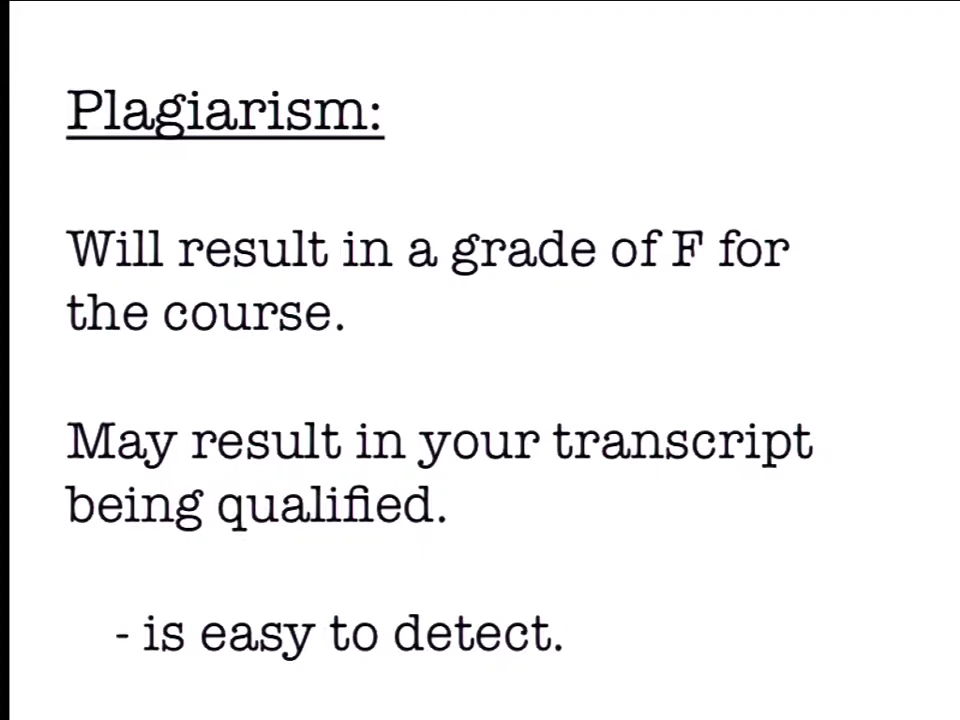 Plagiarism:
Will result in a grade of F for
the course.
May result in your transcript
being qualified.
- is easy to detect.